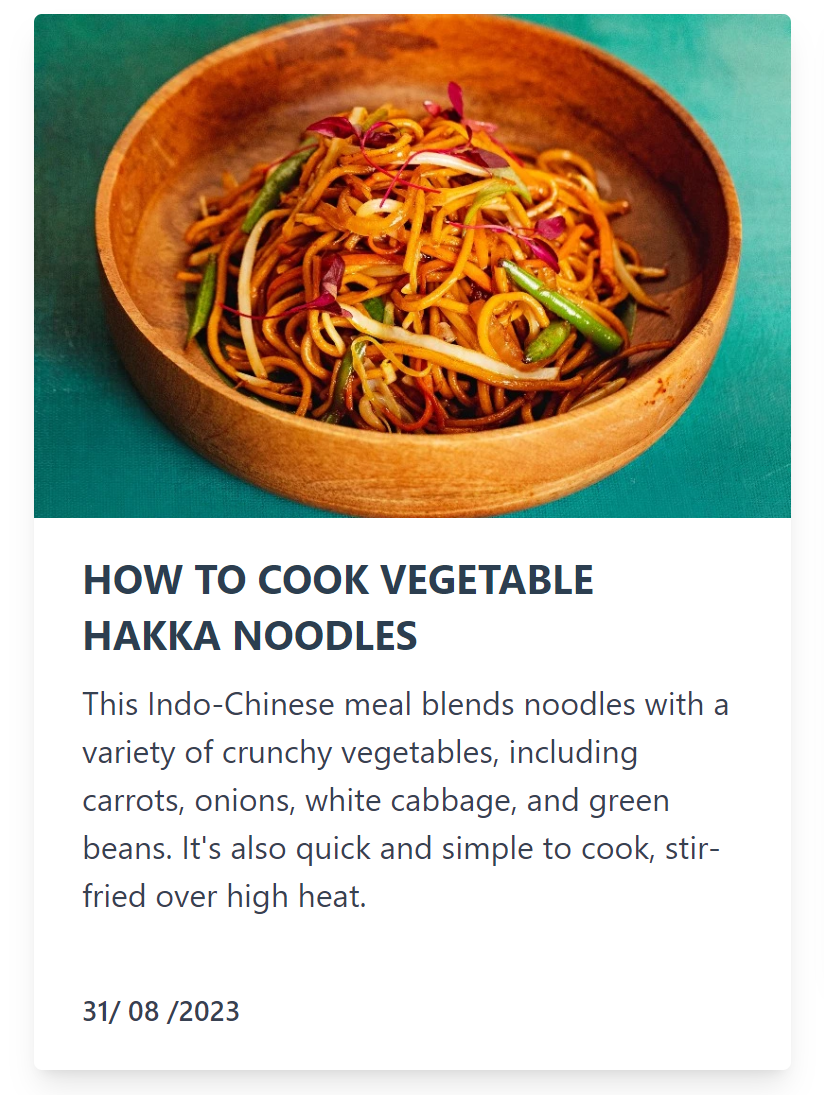 HOW TO COOK VEGETABLE
HAKKA NOODLES
This Indo-Chinese meal blends noodles with a
variety of crunchy vegetables, including
carrots, onions, white cabbage, and green
beans. It's also quick and simple to cook, stir-
fried over high heat.
31/ 08 /2023